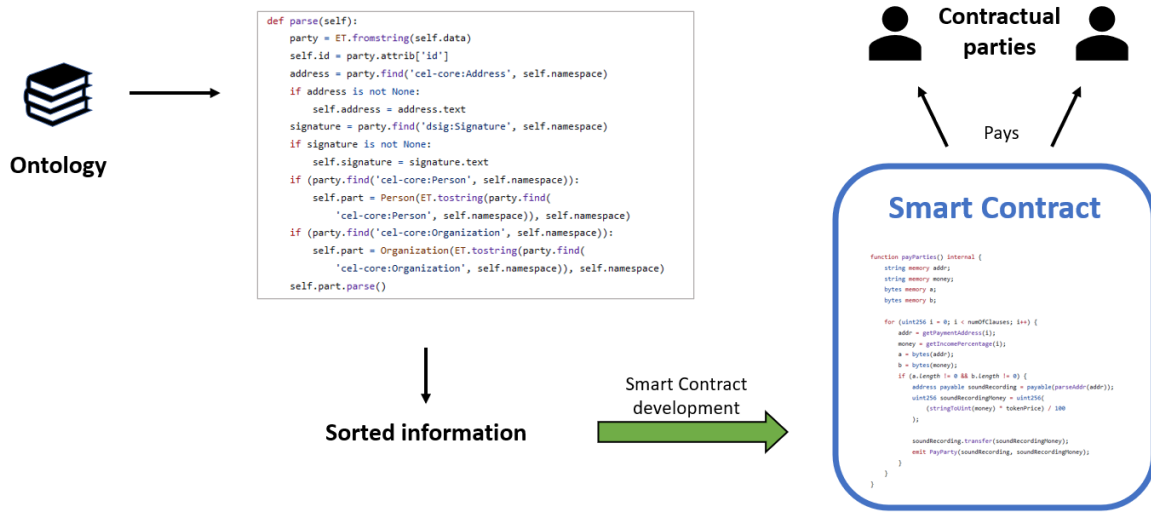 Ontology
def parse(self):
party = ET.fromstring(self.data)
self.id = party.attrib['id']
address = party.find('cel-core:Address', self.namespace)
if address is not None:
self.address = address.text
signature = party.find('dsig:Signature', self.namespace)
if signature is not None:
self.signature = signature.text
if (party.find('cel-core:Person', self.namespace)):
self.part = Person(ET.tostring(party.find(
'cel-core:Person', self.namespace)), self.namespace)
if (party.find('cel-core:Organization', self.namespace)):
self.part = Organization(ET.tostring(party.find(
'cel-core:Organization', self.namespace)), self.namespace)
self.part.parse()
Sorted information
Smart Contract
development
Contractual
parties
Pays
Smart Contract
function payParties() internal {
string memory addr;
string memory money;
bytes memory a;
bytes memory b;
for (uint256 i = 0; i < numOfClauses; i++) {
addr = getPaymentAddress(i);
money = getIncomePercentage(i);
a = bytes(addr);
b = bytes(money);
if (a.length != 0 && b.length != 0) {
address payable soundRecording = payable(parseAddr(addr));
uint256 soundRecordingMoney = uint256(
(stringToUint(money) * tokenPrice) / 100
);
soundRecording.transfer(soundRecordingMoney);
emit PayParty(soundRecording, soundRecordingMoney);
}
}
}